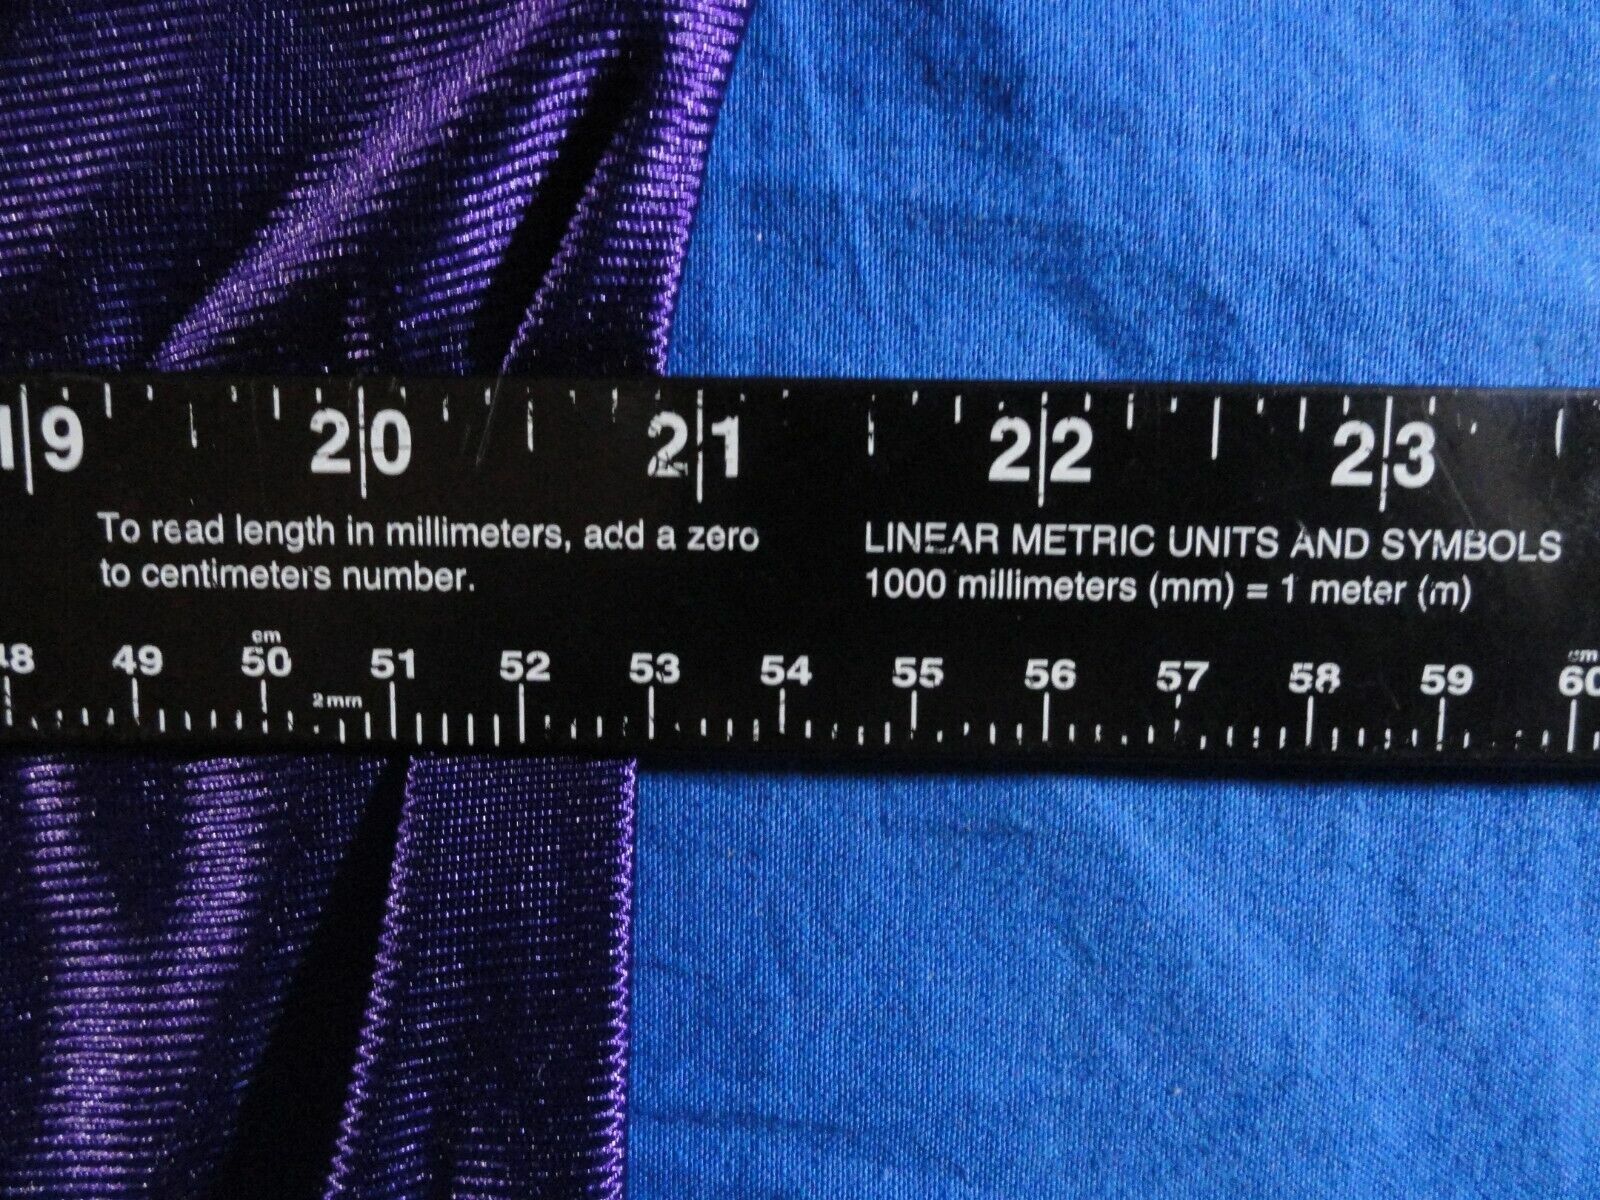 19 20 21 22 23
To read length in millimeters, add a zero
to centimeters number.
LINEAR METRIC UNITS AND SYMBOLS
1000 millimeters (mm) = 1 meter (m)
cm cm
48 49 50 51 52 53 54 55 56 57 58 59 60
2mm